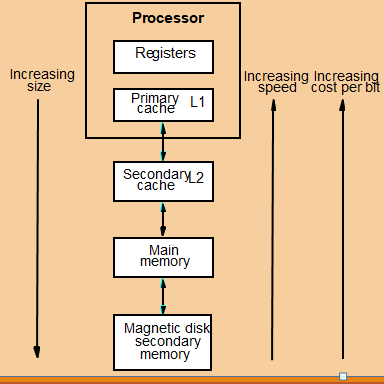 Processor
Registers
Increasing
size
Increasing
speed
Increasing
cost per bit
Primary
cache
L1
Secondary
cache
L2
Main
memory
Magnetic disk
secondary
memory